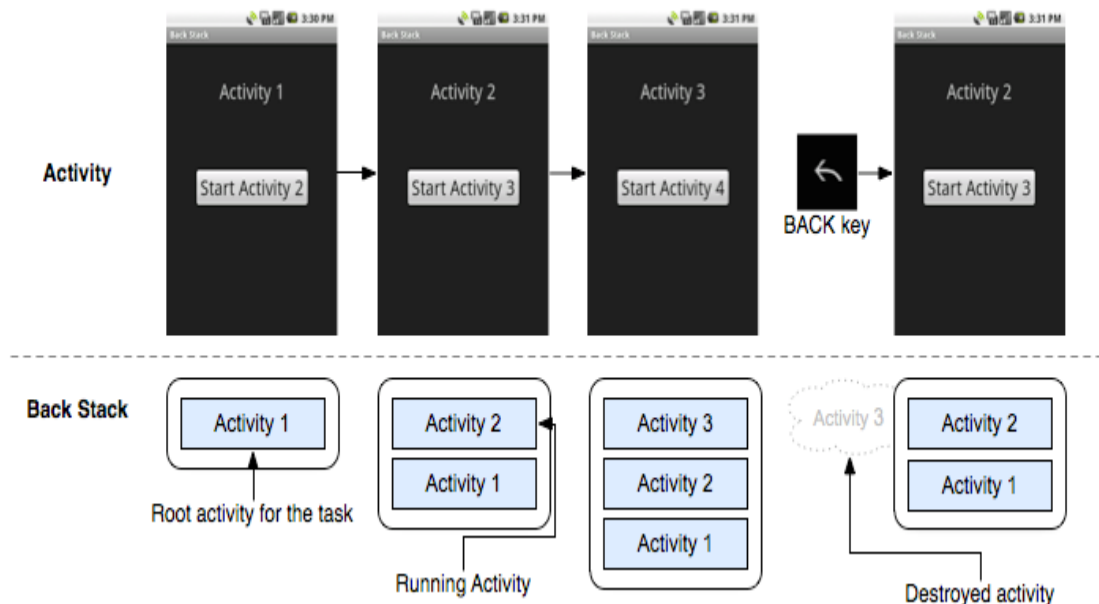 3:30 PM
Back Stack
Activity 1
Start Activity 2
3:31 PM
Back Stack
Activity 2
Start Activity 3
3:31 PM
Back Stack
Activity 3
Start Activity 4
BACK key
3:31 PM
Back Stack
Activity 2
Start Activity 3
Activity
Back Stack
Activity 1
Root activity for the task
Activity 2
Activity 1
Running Activity
Activity 3
Activity 2
Activity 1
Activity 3
Activity 2
Activity 1
Destroyed activity